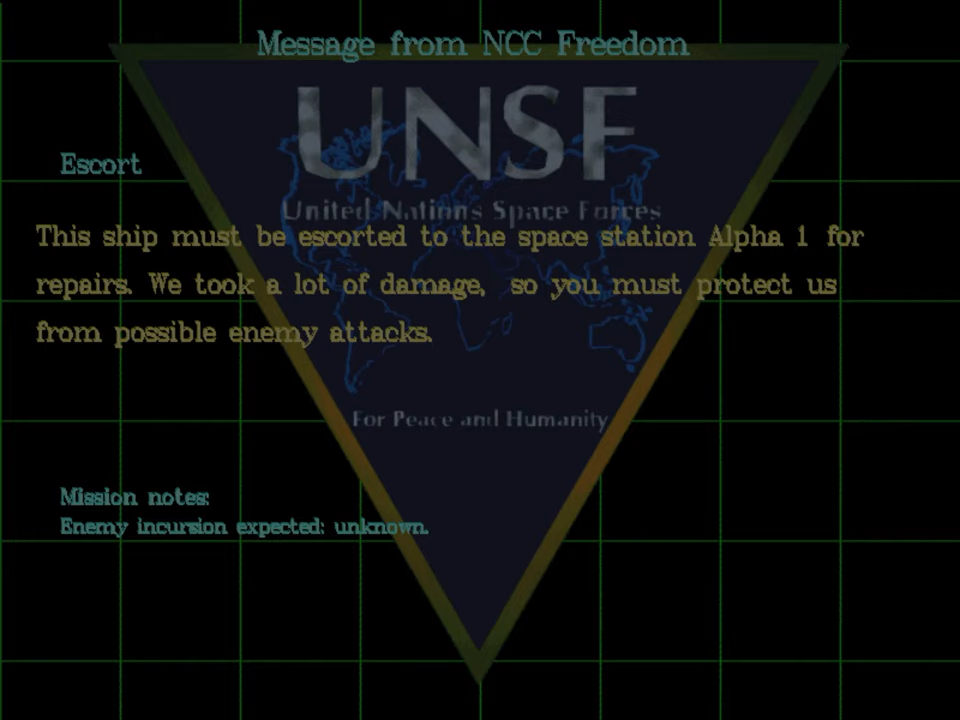 Message from NCC Freedom
UNSF
Escort
United Nations Space Forces
This ship must be escorted to the space station Alpha 1 for
repairs. We took a lot of damage, so you must protect us
from possible enemy attacks.
For Peace and Humanity
Mission notes:
Enemy incursion expected: unknown.